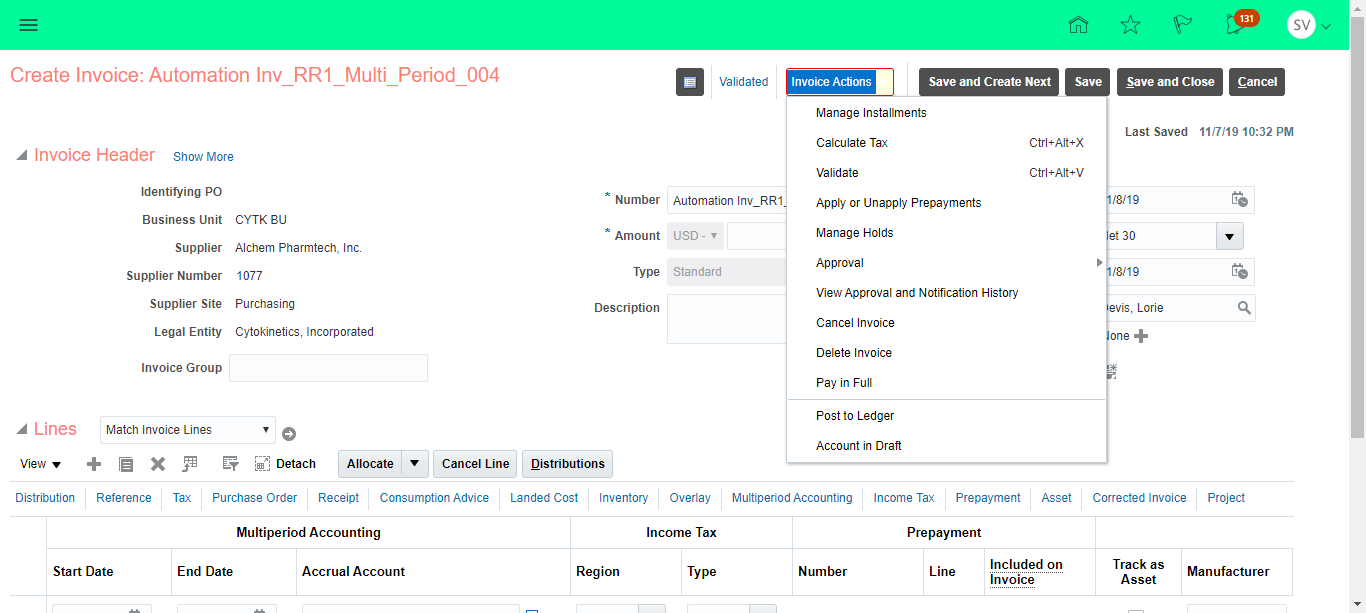 131
SV
Create Invoice: Automation Inv_RR1_Multi_Period_004
Validated
Invoice Actions
Save and Create Next
Save
Save and Close
Cancel
Last Saved 11/7/19 10:32 PM
Manage Installments
Calculate Tax Ctrl+Alt+X
Validate Ctrl+Alt+V
Apply or Unapply Prepayments
Manage Holds
Approval
View Approval and Notification History
Cancel Invoice
Delete Invoice
Pay in Full
Post to Ledger
Account in Draft
Invoice Header Show More
Identifying PO
Business Unit CYTK BU
Supplier Alchem Pharmtech, Inc.
Supplier Number 1077
Supplier Site Purchasing
Legal Entity Cytokinetics, Incorporated
Invoice Group
* Number Automation Inv_RR1_
* Amount USD -
Type Standard
Description
1/8/19
et 30
1/8/19
evis, Lorie
None
Lines Match Invoice Lines
View Detach Allocate Cancel Line Distributions
Distribution Reference Tax Purchase Order Receipt Consumption Advice Landed Cost Inventory Overlay Multiperiod Accounting Income Tax Prepayment Asset Corrected Invoice Project
Multiperiod Accounting Income Tax Prepayment
Start Date End Date Accrual Account Region Type Number Line Included on Invoice Track as Asset Manufacturer